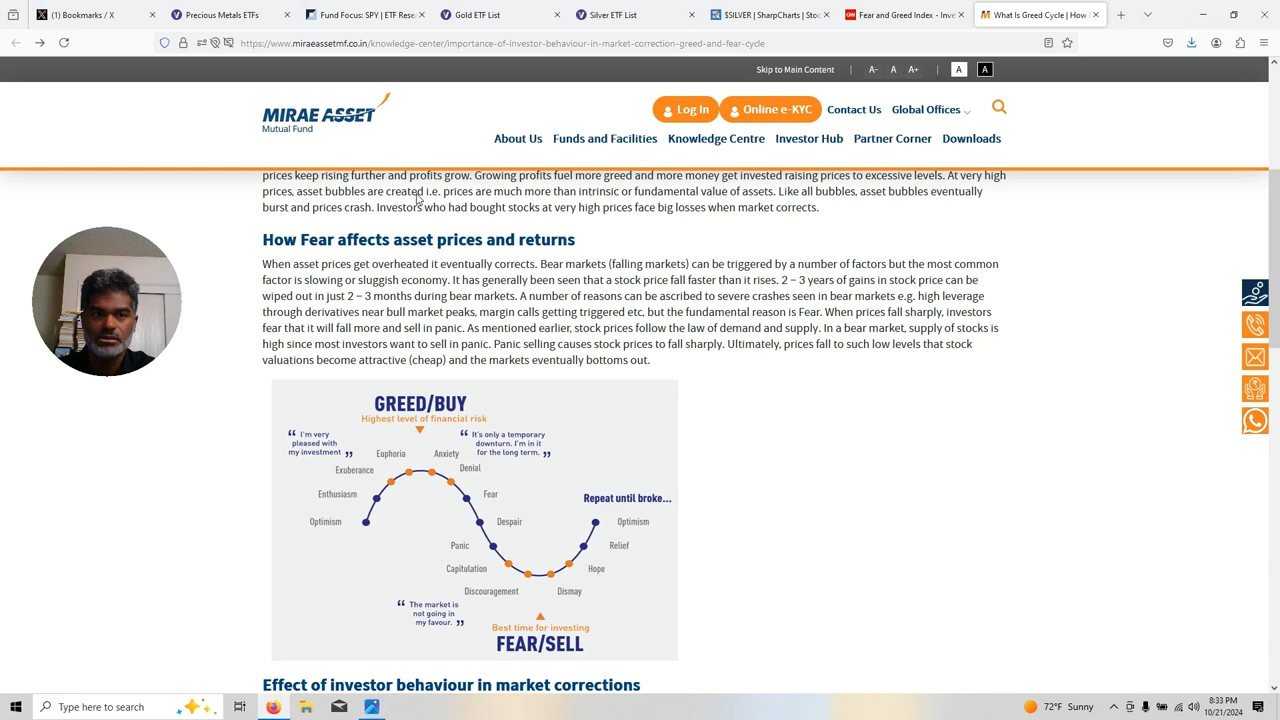 (1) Bookmarks / X
Precious Metals ETFs
Fund Focus: SPY | ETF Rese
Gold ETF List
Silver ETF List
$SILVER | SharpCharts | Sto
Fear and Greed Index - Inve
What Is Greed Cycle | How
https://www.miraeassetmf.co.in/knowledge-center/importance-of-investor-behaviour-in-market-correction-greed-and-fear-cycle
Skip to Main Content | A- A A+ | A A
MIRAE ASSET
Mutual Fund
Log In Online e-KYC Contact Us Global Offices
About Us Funds and Facilities Knowledge Centre Investor Hub Partner Corner Downloads
prices keep rising further and profits grow. Growing profits fuel more greed and more money get invested raising prices to excessive levels. At very high
prices, asset bubbles are created i.e. prices are much more than intrinsic or fundamental value of assets. Like all bubbles, asset bubbles eventually
burst and prices crash. Investors who had bought stocks at very high prices face big losses when market corrects.
How Fear affects asset prices and returns
When asset prices get overheated it eventually corrects. Bear markets (falling markets) can be triggered by a number of factors but the most common
factor is slowing or sluggish economy. It has generally been seen that a stock price fall faster than it rises. 2 – 3 years of gains in stock price can be
wiped out in just 2 – 3 months during bear markets. A number of reasons can be ascribed to severe crashes seen in bear markets e.g. high leverage
through derivatives near bull market peaks, margin calls getting triggered etc, but the fundamental reason is Fear. When prices fall sharply, investors
fear that it will fall more and sell in panic. As mentioned earlier, stock prices follow the law of demand and supply. In a bear market, supply of stocks is
high since most investors want to sell in panic. Panic selling causes stock prices to fall sharply. Ultimately, prices fall to such low levels that stock
valuations become attractive (cheap) and the markets eventually bottoms out.
GREED/BUY
Highest level of financial risk
“ I'm very
pleased with
my investment ”
“ It's only a temporary
downturn. I'm in it
for the long term. ”
Euphoria
Anxiety
Exuberance
Denial
Enthusiasm
Fear
Repeat until broke...
Optimism
Despair
Optimism
Panic
Relief
Capitulation
Hope
Discouragement
Dismay
“ The market is
not going in
my favour. ”
Best time for investing
FEAR/SELL
Effect of investor behaviour in market corrections
Type here to search
72°F Sunny
8:33 PM
10/21/2024